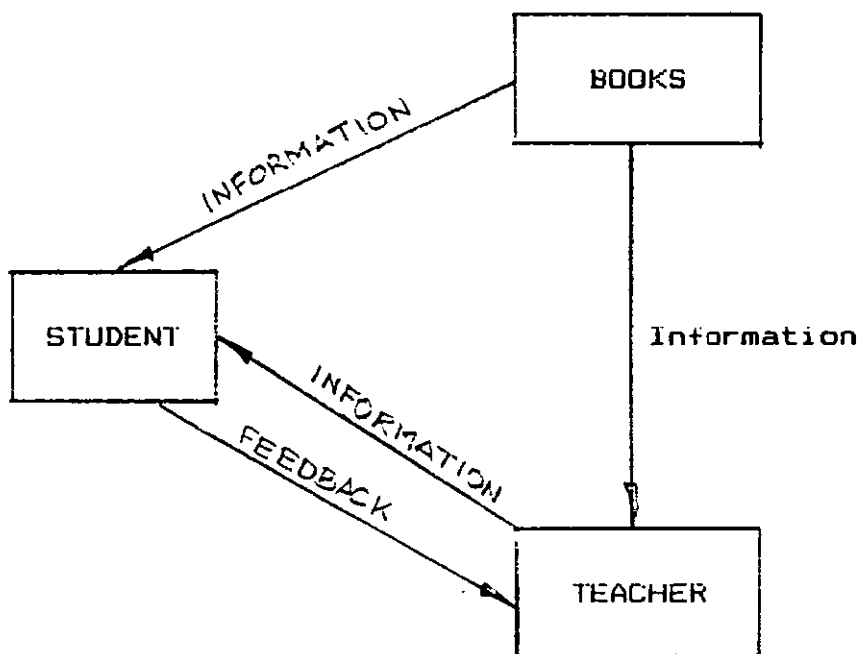 BOOKS
INFORMATION
STUDENT
Information
INFORMATION
FEEDBACK
TEACHER